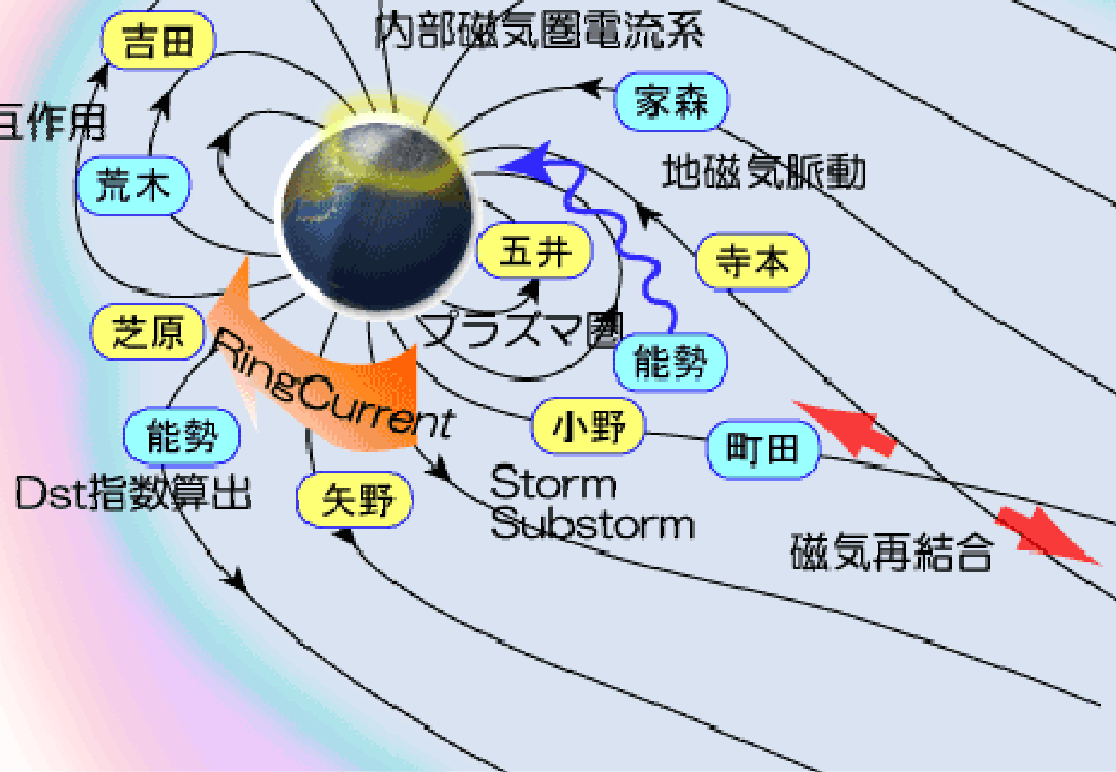 内部磁気圏電流系
吉田
家森
互作用
地磁気脈動
荒木
五井
寺本
芝原
プラズマ圏
能勢
RingCurrent
小野
能勢
町田
Dst指数算出
矢野
Storm
Substorm
磁気再結合